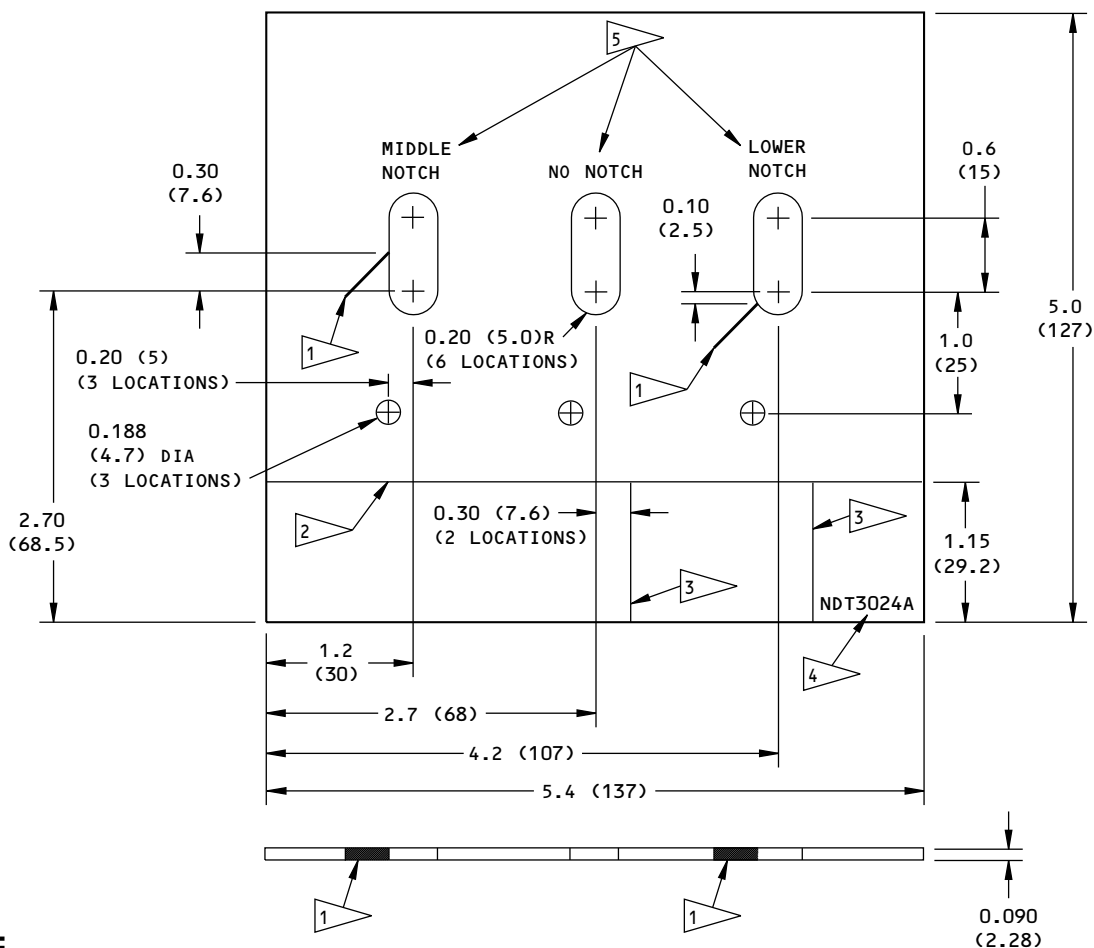 5
MIDDLE
NOTCH
NO NOTCH
LOWER
NOTCH
0.30
(7.6)
0.10
(2.5)
0.6
(15)
5.0
(127)
1
0.20 (5.0)R
(6 LOCATIONS)
1.0
(25)
0.20 (5)
(3 LOCATIONS)
1
0.188
(4.7) DIA
(3 LOCATIONS)
2.70
(68.5)
2
0.30 (7.6)
(2 LOCATIONS)
3
1.15
(29.2)
3
NDT3024A
4
1.2
(30)
2.7 (68)
4.2 (107)
5.4 (137)
1
1
0.090
(2.28)